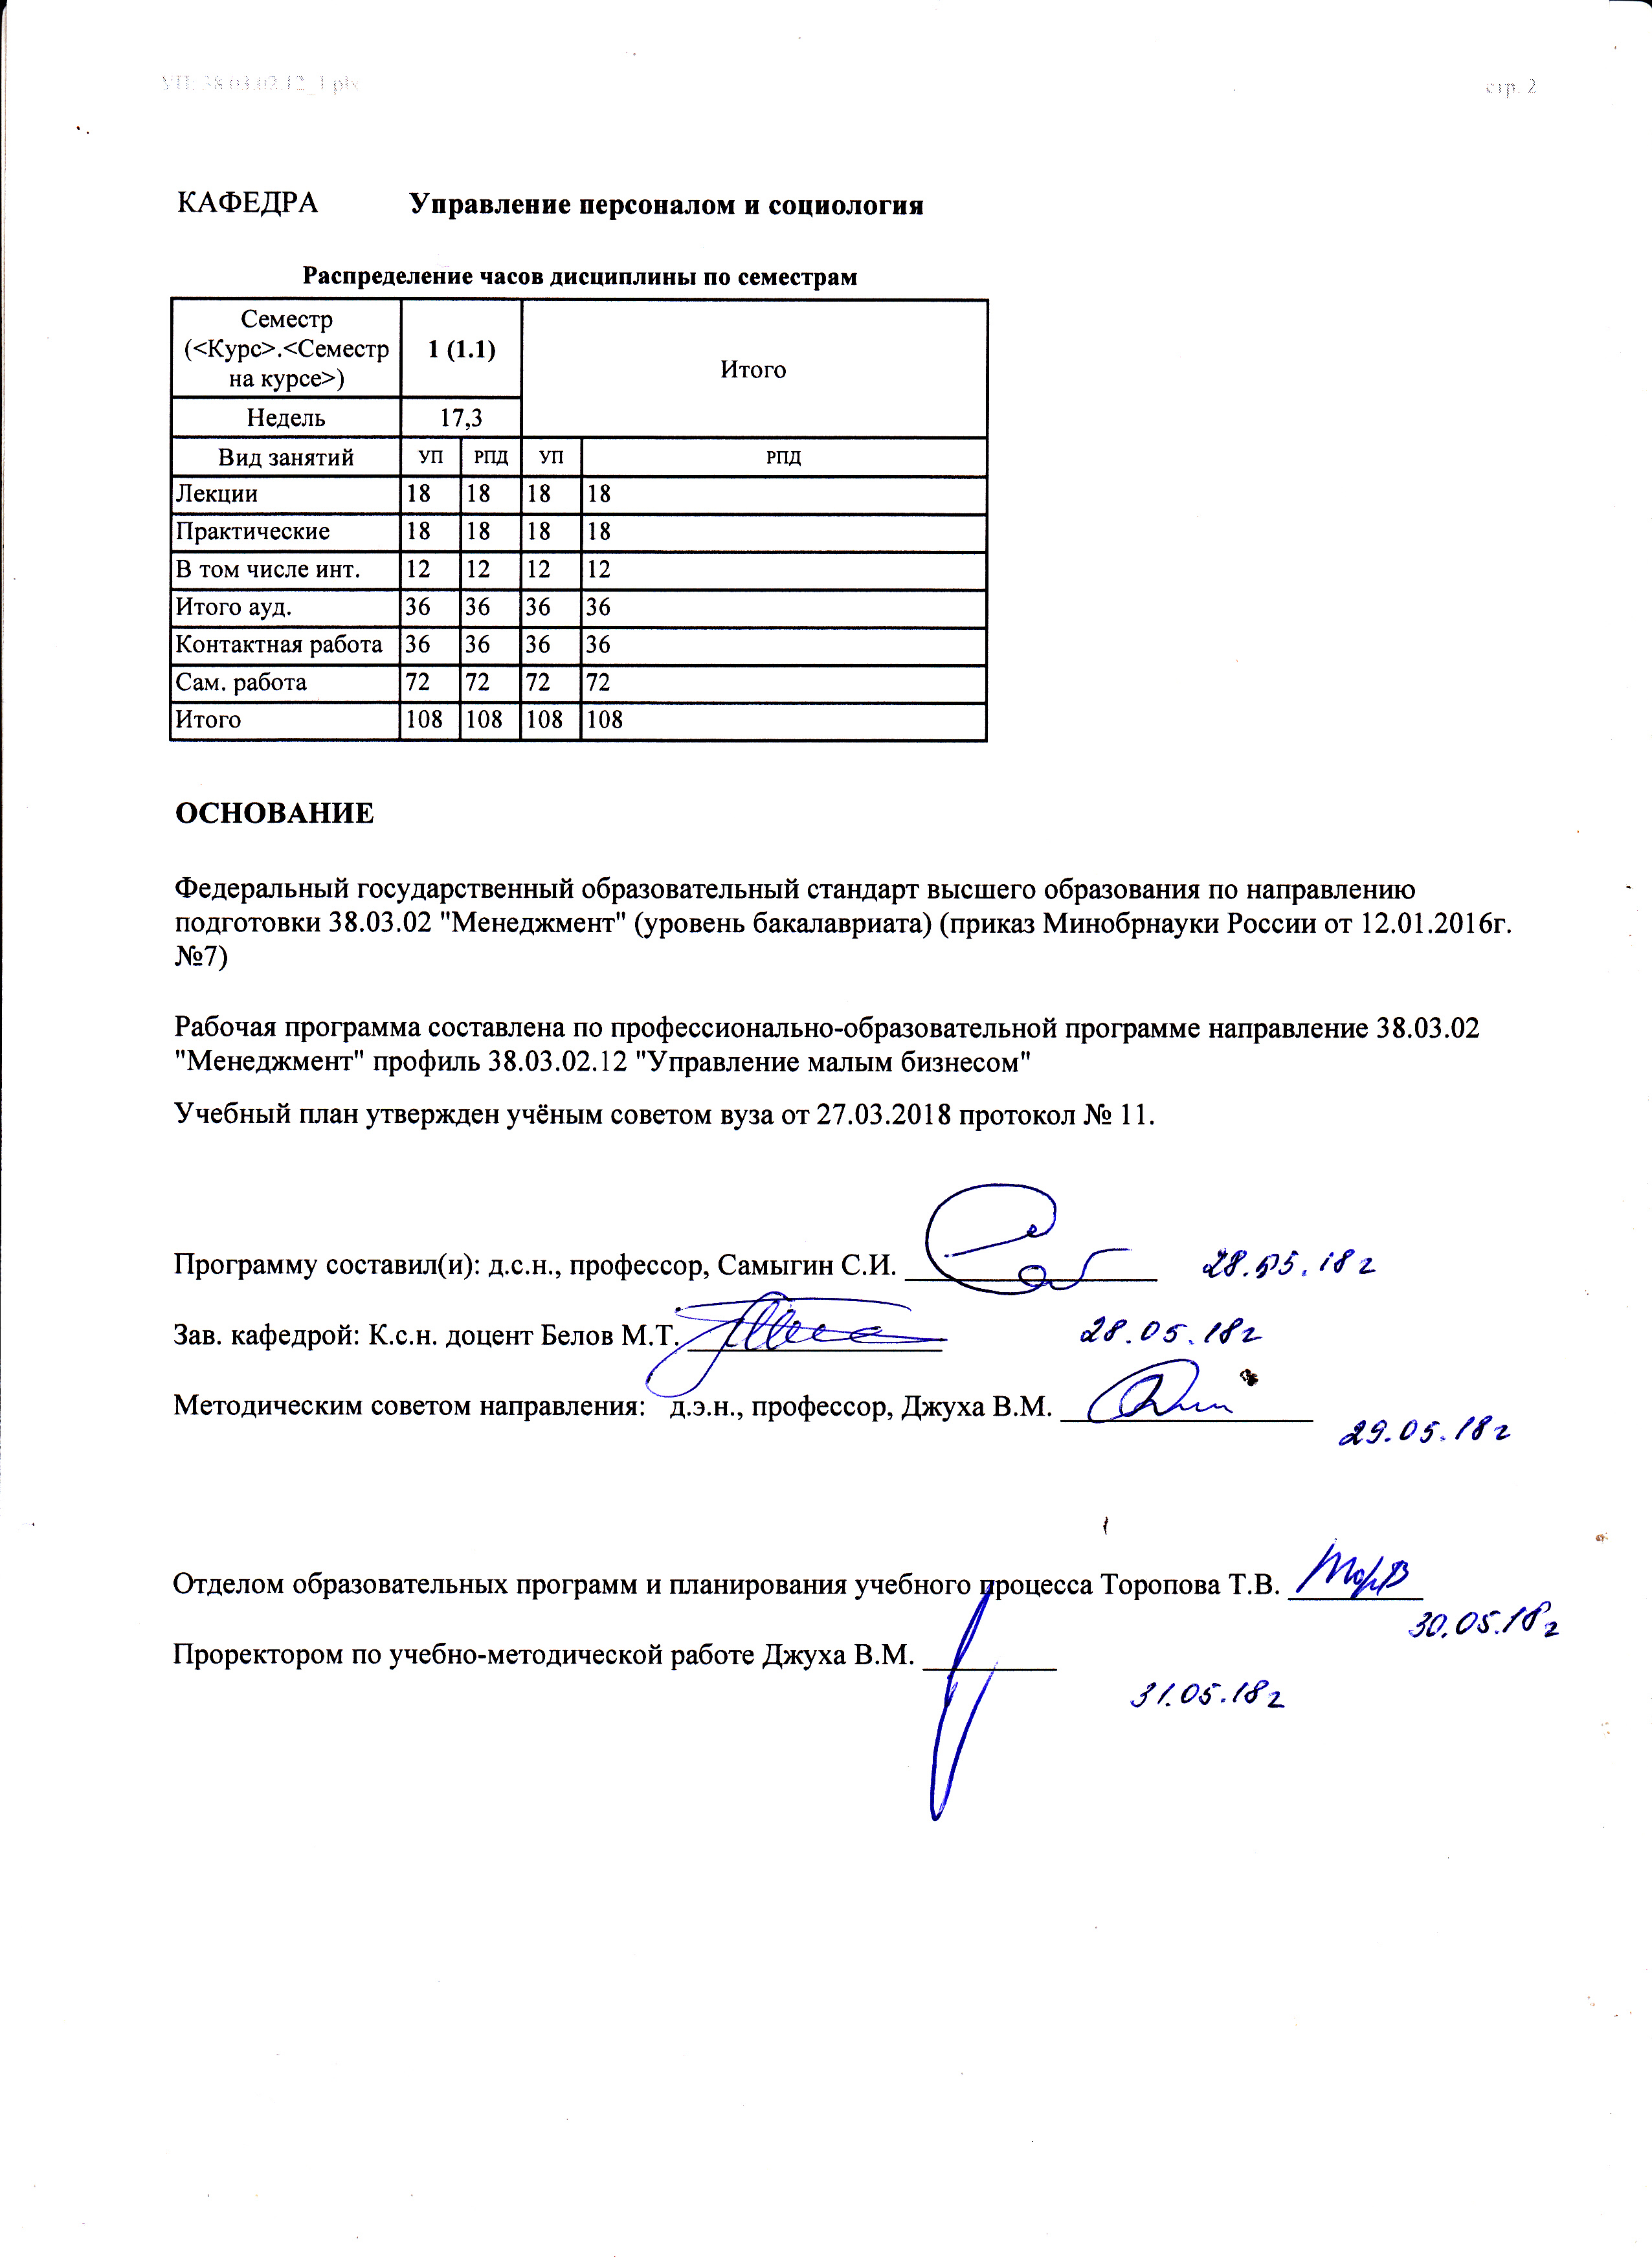 УП: 38.03.02.12_1.plx
стр. 2
КАФЕДРА Управление персоналом и социология
Распределение часов дисциплины по семестрам
Семестр
(<Курс>.<Семестр
на курсе>)
1 (1.1)
Итого
Недель 17,3
Вид занятий УП РПД УП РПД
Лекции 18 18 18 18
Практические 18 18 18 18
В том числе инт. 12 12 12 12
Итого ауд. 36 36 36 36
Контактная работа 36 36 36 36
Сам. работа 72 72 72 72
Итого 108 108 108 108
ОСНОВАНИЕ
Федеральный государственный образовательный стандарт высшего образования по направлению
подготовки 38.03.02 "Менеджмент" (уровень бакалавриата) (приказ Минобрнауки России от 12.01.2016г.
№7)
Рабочая программа составлена по профессионально-образовательной программе направление 38.03.02
"Менеджмент" профиль 38.03.02.12 "Управление малым бизнесом"
Учебный план утвержден учёным советом вуза от 27.03.2018 протокол № 11.
Программу составил(и): д.с.н., профессор, Самыгин С.И. 28.05.18г
Зав. кафедрой: К.с.н. доцент Белов М.Т. 28.05.18г
Методическим советом направления: д.э.н., профессор, Джуха В.М.
29.05.18г
Отделом образовательных программ и планирования учебного процесса Торопова Т.В.
30.05.18г
Проректором по учебно-методической работе Джуха В.М.
31.05.18г